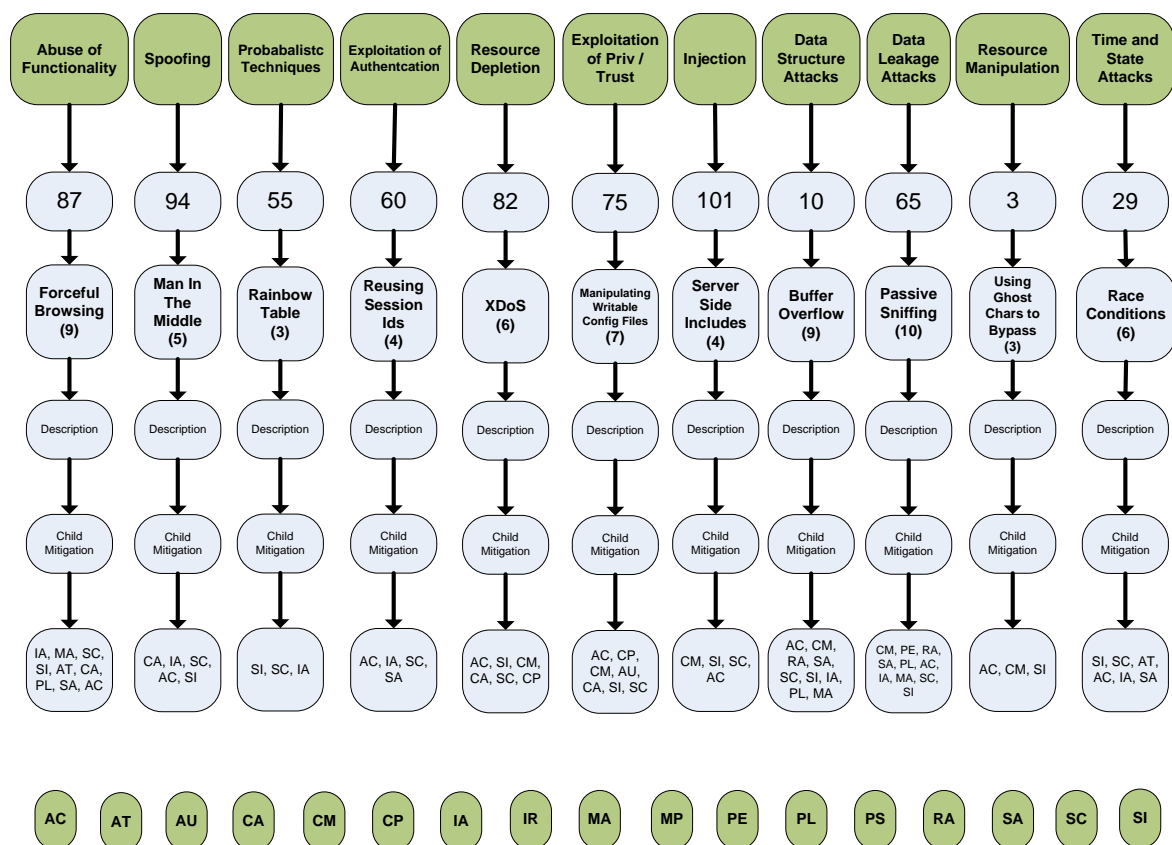 Abuse of
Functionality
Spoofing
Probabalistc
Techniques
Exploitation of
Authentcation
Resource
Depletion
Exploitation
of Priv /
Trust
Injection
Data
Structure
Attacks
Data
Leakage
Attacks
Resource
Manipulation
Time and
State
Attacks
87
94
55
60
82
75
101
10
65
3
29
Forceful
Browsing
(9)
Man In
The
Middle
(5)
Rainbow
Table
(3)
Reusing
Session
Ids
(4)
XDoS
(6)
Manipulating
Writable
Config Files
(7)
Server
Side
Includes
(4)
Buffer
Overflow
(9)
Passive
Sniffing
(10)
Using
Ghost
Chars to
Bypass
(3)
Race
Conditions
(6)
Description
Description
Description
Description
Description
Description
Description
Description
Description
Description
Description
Child
Mitigation
Child
Mitigation
Child
Mitigation
Child
Mitigation
Child
Mitigation
Child
Mitigation
Child
Mitigation
Child
Mitigation
Child
Mitigation
Child
Mitigation
Child
Mitigation
IA, MA, SC,
SI, AT, CA,
PL, SA, AC
CA, IA, SC,
AC, SI
SI, SC, IA
AC, IA, SC,
SA
AC, SI, CM,
CA, SC, CP
AC, CP,
CM, AU,
CA, SI, SC
CM, SI, SC,
AC
AC, CM,
RA, SA,
SC, SI, IA,
PL, MA
CM, PE, RA,
SA, PL, AC,
IA, MA, SC,
SI
AC, CM, SI
SI, SC, AT,
AC, IA, SA
AC
AT
AU
CA
CM
CP
IA
IR
MA
MP
PE
PL
PS
RA
SA
SC
SI